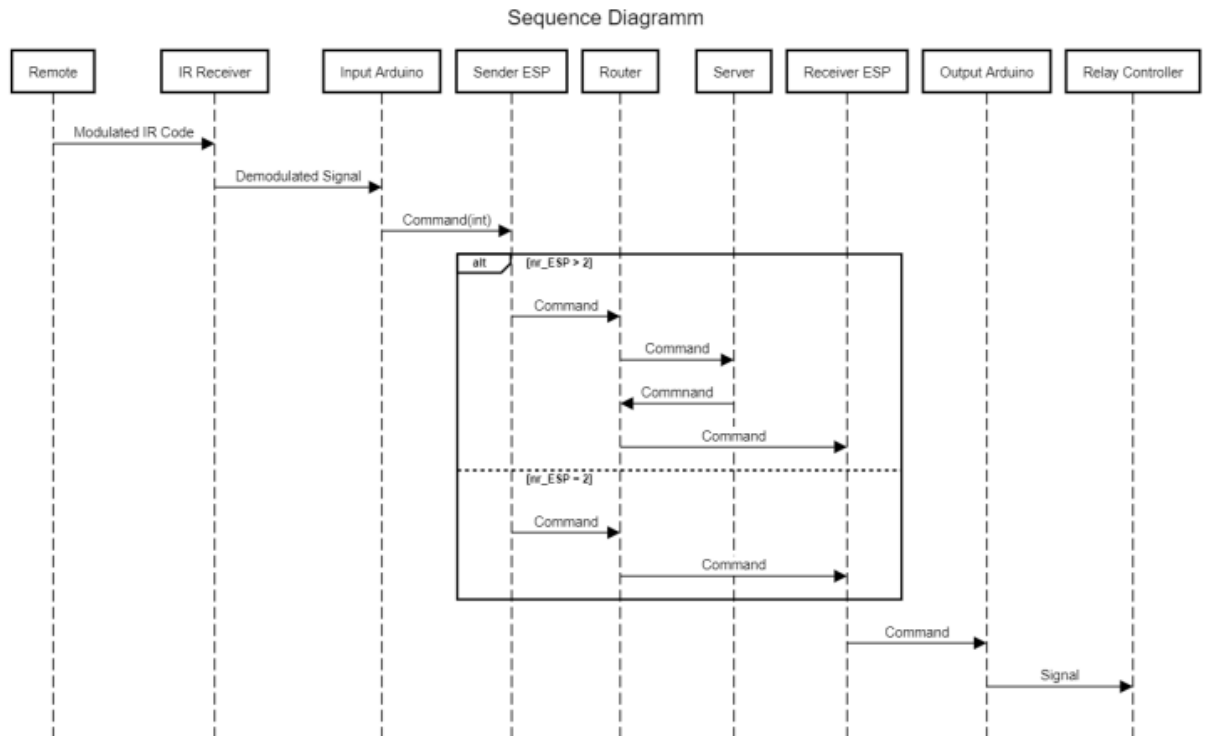 Sequence Diagramm
Remote
IR Receiver
Input Arduino
Sender ESP
Router
Server
Receiver ESP
Output Arduino
Relay Controller
Modulated IR Code
Demodulated Signal
Command(int)
alt
[nr_ESP > 2]
Command
Command
Commnand
Command
[nr_ESP = 2]
Command
Command
Command
Signal